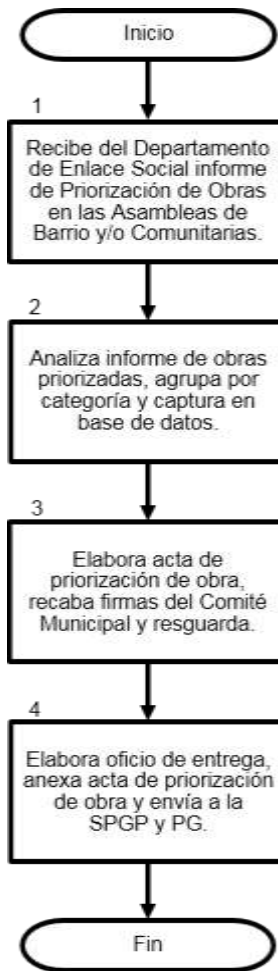 Inicio
1
Recibe del Departamento
de Enlace Social informe
de Priorización de Obras
en las Asambleas de
Barrio y/o Comunitarias.
2
Analiza informe de obras
priorizadas, agrupa por
categoría y captura en
base de datos.
3
Elabora acta de
priorización de obra,
recaba firmas del Comité
Municipal y resguarda.
4
Elabora oficio de entrega,
anexa acta de priorización
de obra y envía a la
SPGP y PG.
Fin